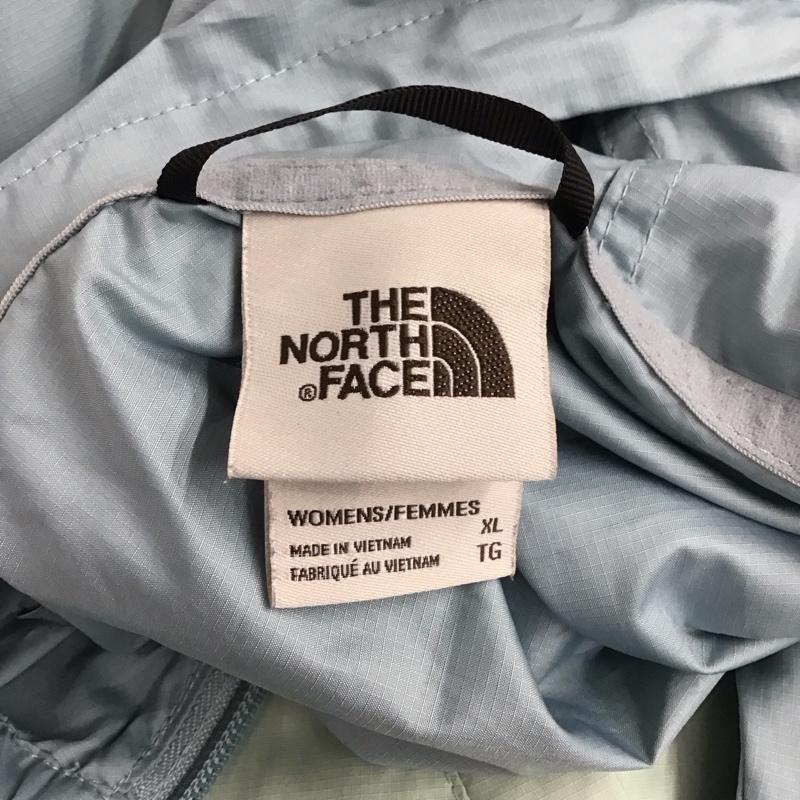 THE
NORTH
®FACE
WOMENS/FEMMES
XL
MADE IN VIETNAM
TG
FABRIQUÉ AU VIETNAM